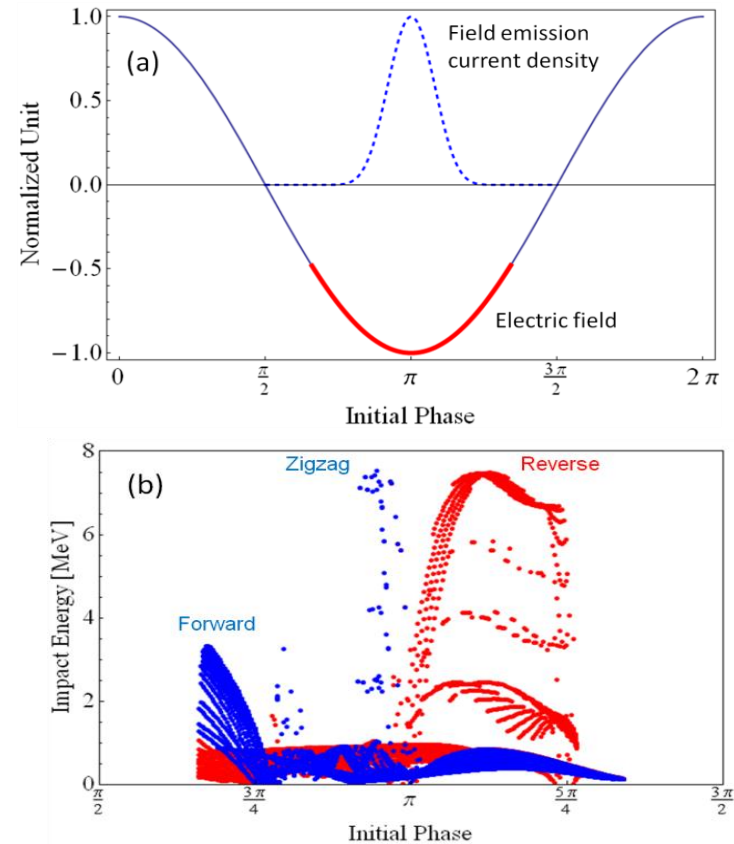 (a)
Field emission
current density
1.0
0.5
0.0
−0.5
−1.0
Normalized Unit
Electric field
0
π/2
π
3π/2
2π
Initial Phase
(b)
Zigzag
Reverse
Forward
8
6
4
2
0
Impact Energy [MeV]
π/2
3π/4
π
5π/4
3π/2
Initial Phase